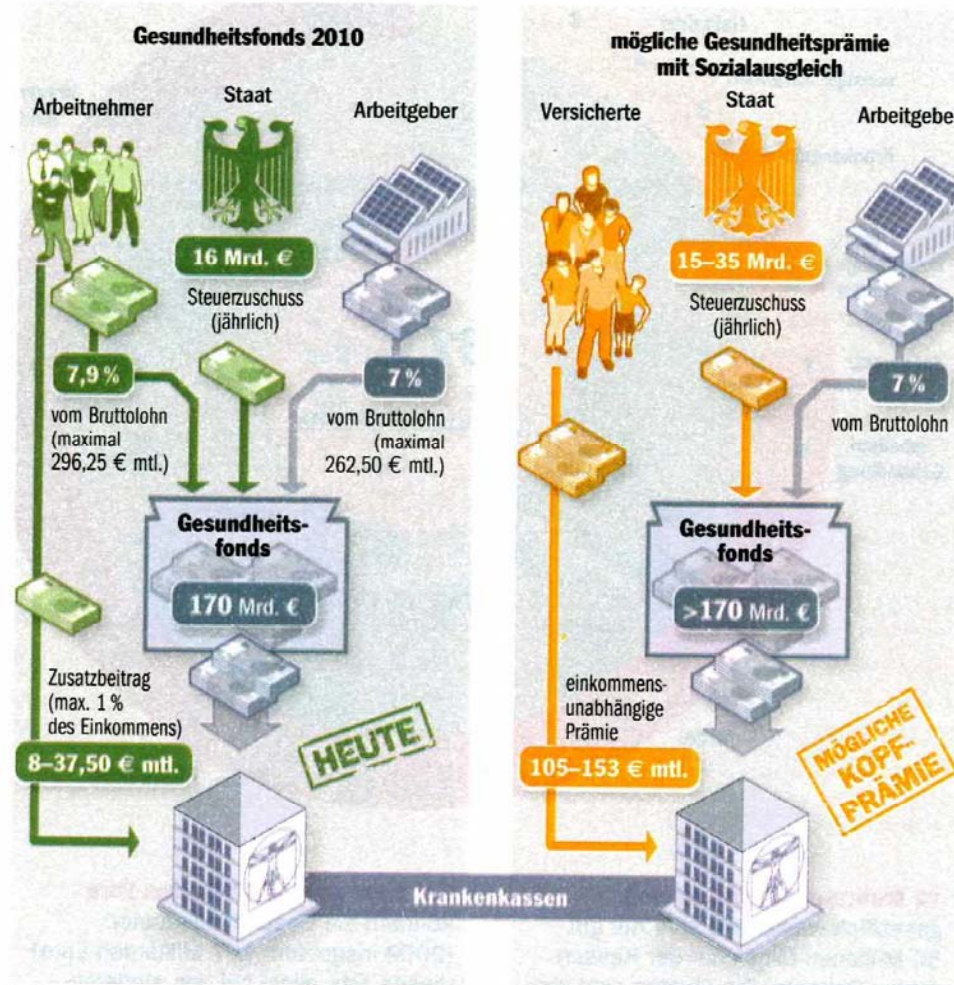 Gesundheitsfonds 2010
Arbeitnehmer
Staat
Arbeitgeber
16 Mrd. €
Steuerzuschuss
(jährlich)
7,9 %
vom Bruttolohn
(maximal
296,25 € mtl.)
7 %
vom Bruttolohn
(maximal
262,50 € mtl.)
Gesundheits-
fonds
170 Mrd. €
Zusatzbeitrag
(max. 1 %
des Einkommens)
8–37,50 € mtl.
HEUTE
mögliche Gesundheitsprämie
mit Sozialausgleich
Versicherte
Staat
Arbeitgebe
15–35 Mrd. €
Steuerzuschuss
(jährlich)
7 %
vom Bruttolohn
Gesundheits-
fonds
>170 Mrd. €
einkommens-
unabhängige
Prämie
105–153 € mtl.
MÖGLICHE
KOPF-
PRÄMIE
Krankenkassen